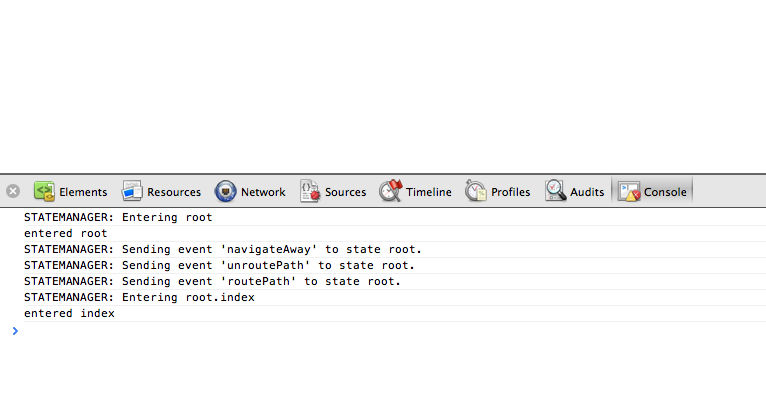 Elements Resources Network Sources Timeline Profiles Audits Console
STATEMANAGER: Entering root
entered root
STATEMANAGER: Sending event 'navigateAway' to state root.
STATEMANAGER: Sending event 'unroutePath' to state root.
STATEMANAGER: Sending event 'routePath' to state root.
STATEMANAGER: Entering root.index
entered index